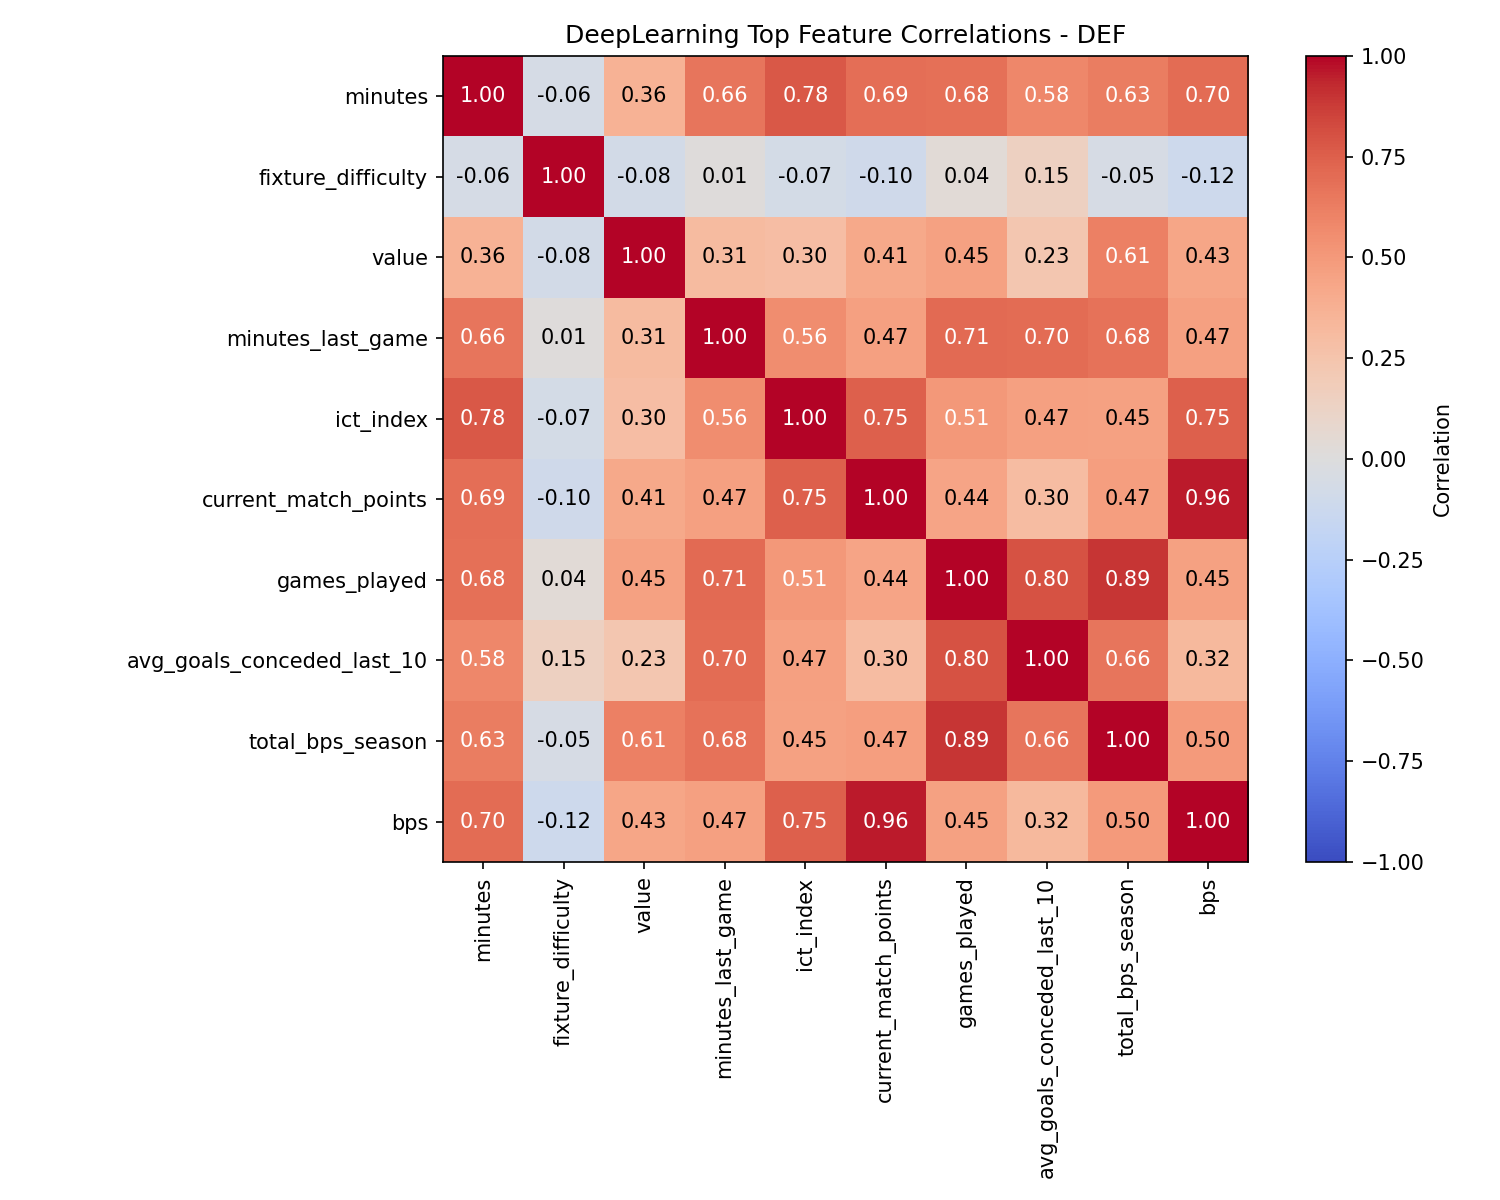 DeepLearning Top Feature Correlations - DEF
minutes 1.00 -0.06 0.36 0.66 0.78 0.69 0.68 0.58 0.63 0.70
fixture_difficulty -0.06 1.00 -0.08 0.01 -0.07 -0.10 0.04 0.15 -0.05 -0.12
value 0.36 -0.08 1.00 0.31 0.30 0.41 0.45 0.23 0.61 0.43
minutes_last_game 0.66 0.01 0.31 1.00 0.56 0.47 0.71 0.70 0.68 0.47
ict_index 0.78 -0.07 0.30 0.56 1.00 0.75 0.51 0.47 0.45 0.75
current_match_points 0.69 -0.10 0.41 0.47 0.75 1.00 0.44 0.30 0.47 0.96
games_played 0.68 0.04 0.45 0.71 0.51 0.44 1.00 0.80 0.89 0.45
avg_goals_conceded_last_10 0.58 0.15 0.23 0.70 0.47 0.30 0.80 1.00 0.66 0.32
total_bps_season 0.63 -0.05 0.61 0.68 0.45 0.47 0.89 0.66 1.00 0.50
bps 0.70 -0.12 0.43 0.47 0.75 0.96 0.45 0.32 0.50 1.00
minutes
fixture_difficulty
value
minutes_last_game
ict_index
current_match_points
games_played
avg_goals_conceded_last_10
total_bps_season
bps
1.00
0.75
0.50
0.25
0.00
−0.25
−0.50
−0.75
−1.00
Correlation